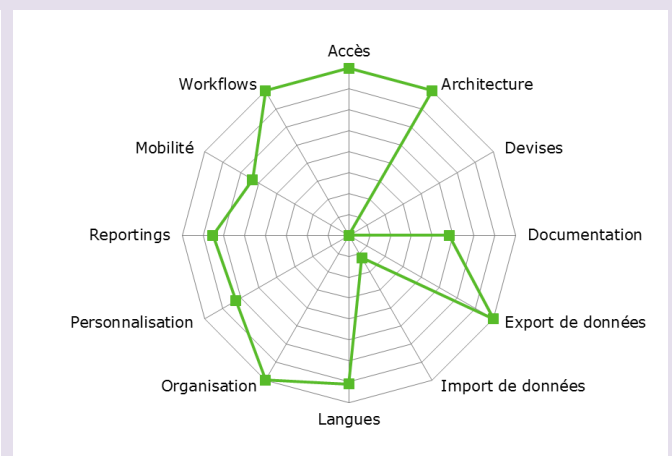 Accès
Workflows
Architecture
Mobilité
Devises
Reportings
Documentation
Personnalisation
Export de données
Organisation
Import de données
Langues